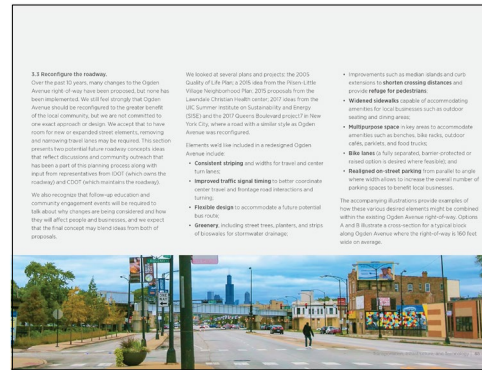 3.3 Reconfigure the roadway.
Over the past 10 years, many changes to the Ogden
Avenue right-of-way have been proposed, but none has
been implemented. We still feel strongly that Ogden
Avenue should be reconfigured to the greater benefit
of the local community, but we are not committed to
one exact approach or design. We accept that to have
room for new or expanded street elements, removing
and narrowing travel lanes may be required. This section
presents two potential future roadway concepts ideas
that reflect discussions and community outreach that
has been a part of this planning process along with
input from representatives from IDOT (which owns the
roadway) and CDOT (which maintains the roadway).
We also recognize that follow-up education and
community engagement events will be required to
talk about why changes are being considered and how
they will affect people and businesses, and we expect
that the final concept may blend ideas from both of
proposals.
We looked at several plans and projects: the 2005
Quality of Life Plan; a 2015 idea from the Prism-Little
Village Neighborhood Plan; 2015 proposals from the
Lawndale Christian Health center; 2017 ideas from the
UIC Summer Institute on Sustainability and Energy
(SISE) and the 2017 Queens Boulevard project7 in New
York City, where a road with a similar style as Ogden
Avenue was reconfigured.
Elements we'd like included in a redesigned Ogden
Avenue include:
• Consistent striping and widths for travel and center
turn lanes;
• Improved traffic signal timing to better coordinate
center travel and frontage road interactions and
turning;
• Flexible design to accommodate a future potential
bus route;
• Greenery, including street trees, planters, and strips
of bioswales for stormwater drainage;
• Improvements such as median islands and curb
extensions to shorten crossing distances and
provide refuge for pedestrians;
• Widened sidewalks capable of accommodating
amenities for local businesses such as outdoor
seating and dining areas;
• Multipurpose space in key areas to accommodate
amenities such as benches, bike racks, outdoor
cafes, parklets, and food trucks;
• Bike lanes (a fully separated, barrier-protected or
raised option is desired where feasible); and
• Realigned on-street parking from parallel to angle
where width allows to increase the overall number of
parking spaces to benefit local businesses.
The accompanying illustrations provide examples of
how these various desired elements might be combined
within the existing Ogden Avenue right-of-way. Options
A and B illustrate a cross-section for a typical block
along Ogden Avenue where the right-of-way is 160 feet
wide on average.